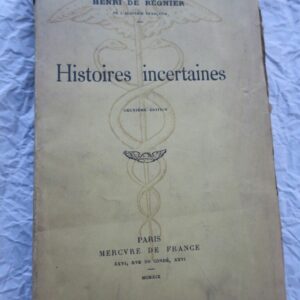 HENRI DE RÉGNIER
DE L'ACADÉMIE FRANÇAISE
Histoires incertaines
DEUXIÈME ÉDITION
PARIS
MERCVRE DE FRANCE
XXVI, RVE DE CONDÉ, XXVI
MCMXIX